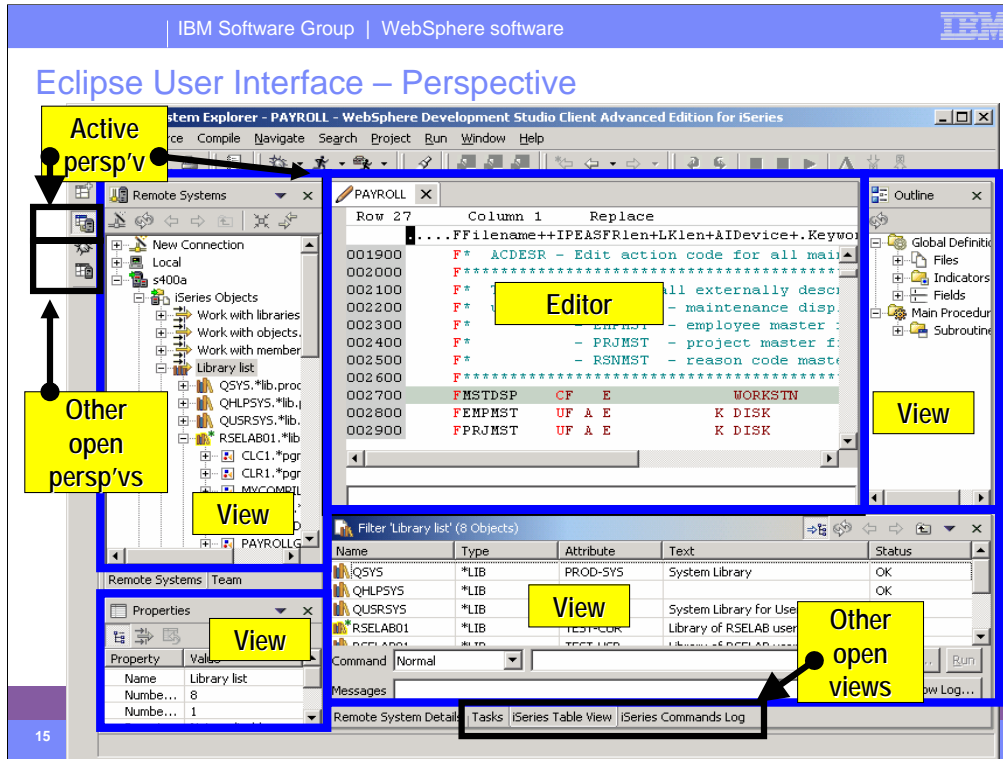 IBM Software Group | WebSphere software
IBM
Eclipse User Interface – Perspective
stem Explorer - PAYROLL - WebSphere Development Studio Client Advanced Edition for iSeries
rce Compile Navigate Search Project Run Window Help
Active
persp'v
Remote Systems
New Connection
Local
s400a
iSeries Objects
Work with libraries
Work with objects.
Work with member
Library list
QSYS.*lib.prod
QHLPSYS.*lib.
QUSRSYS.*lib.
RSELAB01.*lib
CLC1.*pgr
CLR1.*pgr
MYCOMPIL
PAYROLLG
Remote Systems Team
Other
open
persp'vs
View
PAYROLL
Row 27 Column 1 Replace
....FFilename++IPEASFRlen+LKlen+AIDevice+.Keywor
001900 F* ACDESR - Edit action code for all main
002000 F*******************************************
002100 F* all externally descr
002200 F* - maintenance disp
002300 F* - EMPMST - employee master
002400 F* - PRJMST - project master f
002500 F* - RSNMST - reason code maste
002600 F*******************************************
002700 FMSTDSP CF E WORKSTN
002800 FEMPMST UF A E K DISK
002900 FPRJMST UF A E K DISK
Editor
Outline
Global Definitio
Files
Indicators
Fields
Main Procedur
Subroutine
View
Properties
Property Value
Name Library list
Numbe... 8
Numbe... 1
View
Filter 'Library list' (8 Objects)
Name Type Attribute Text Status
QSYS *LIB PROD-SYS System Library OK
QHLPSYS *LIB OK
QUSRSYS *LIB System Library for Use
RSELAB01 *LIB TEST-CUR Library of RSELAB user
View
Command Normal Run
Messages ow Log...
Remote System Details Tasks iSeries Table View iSeries Commands Log
Other
open
views
15